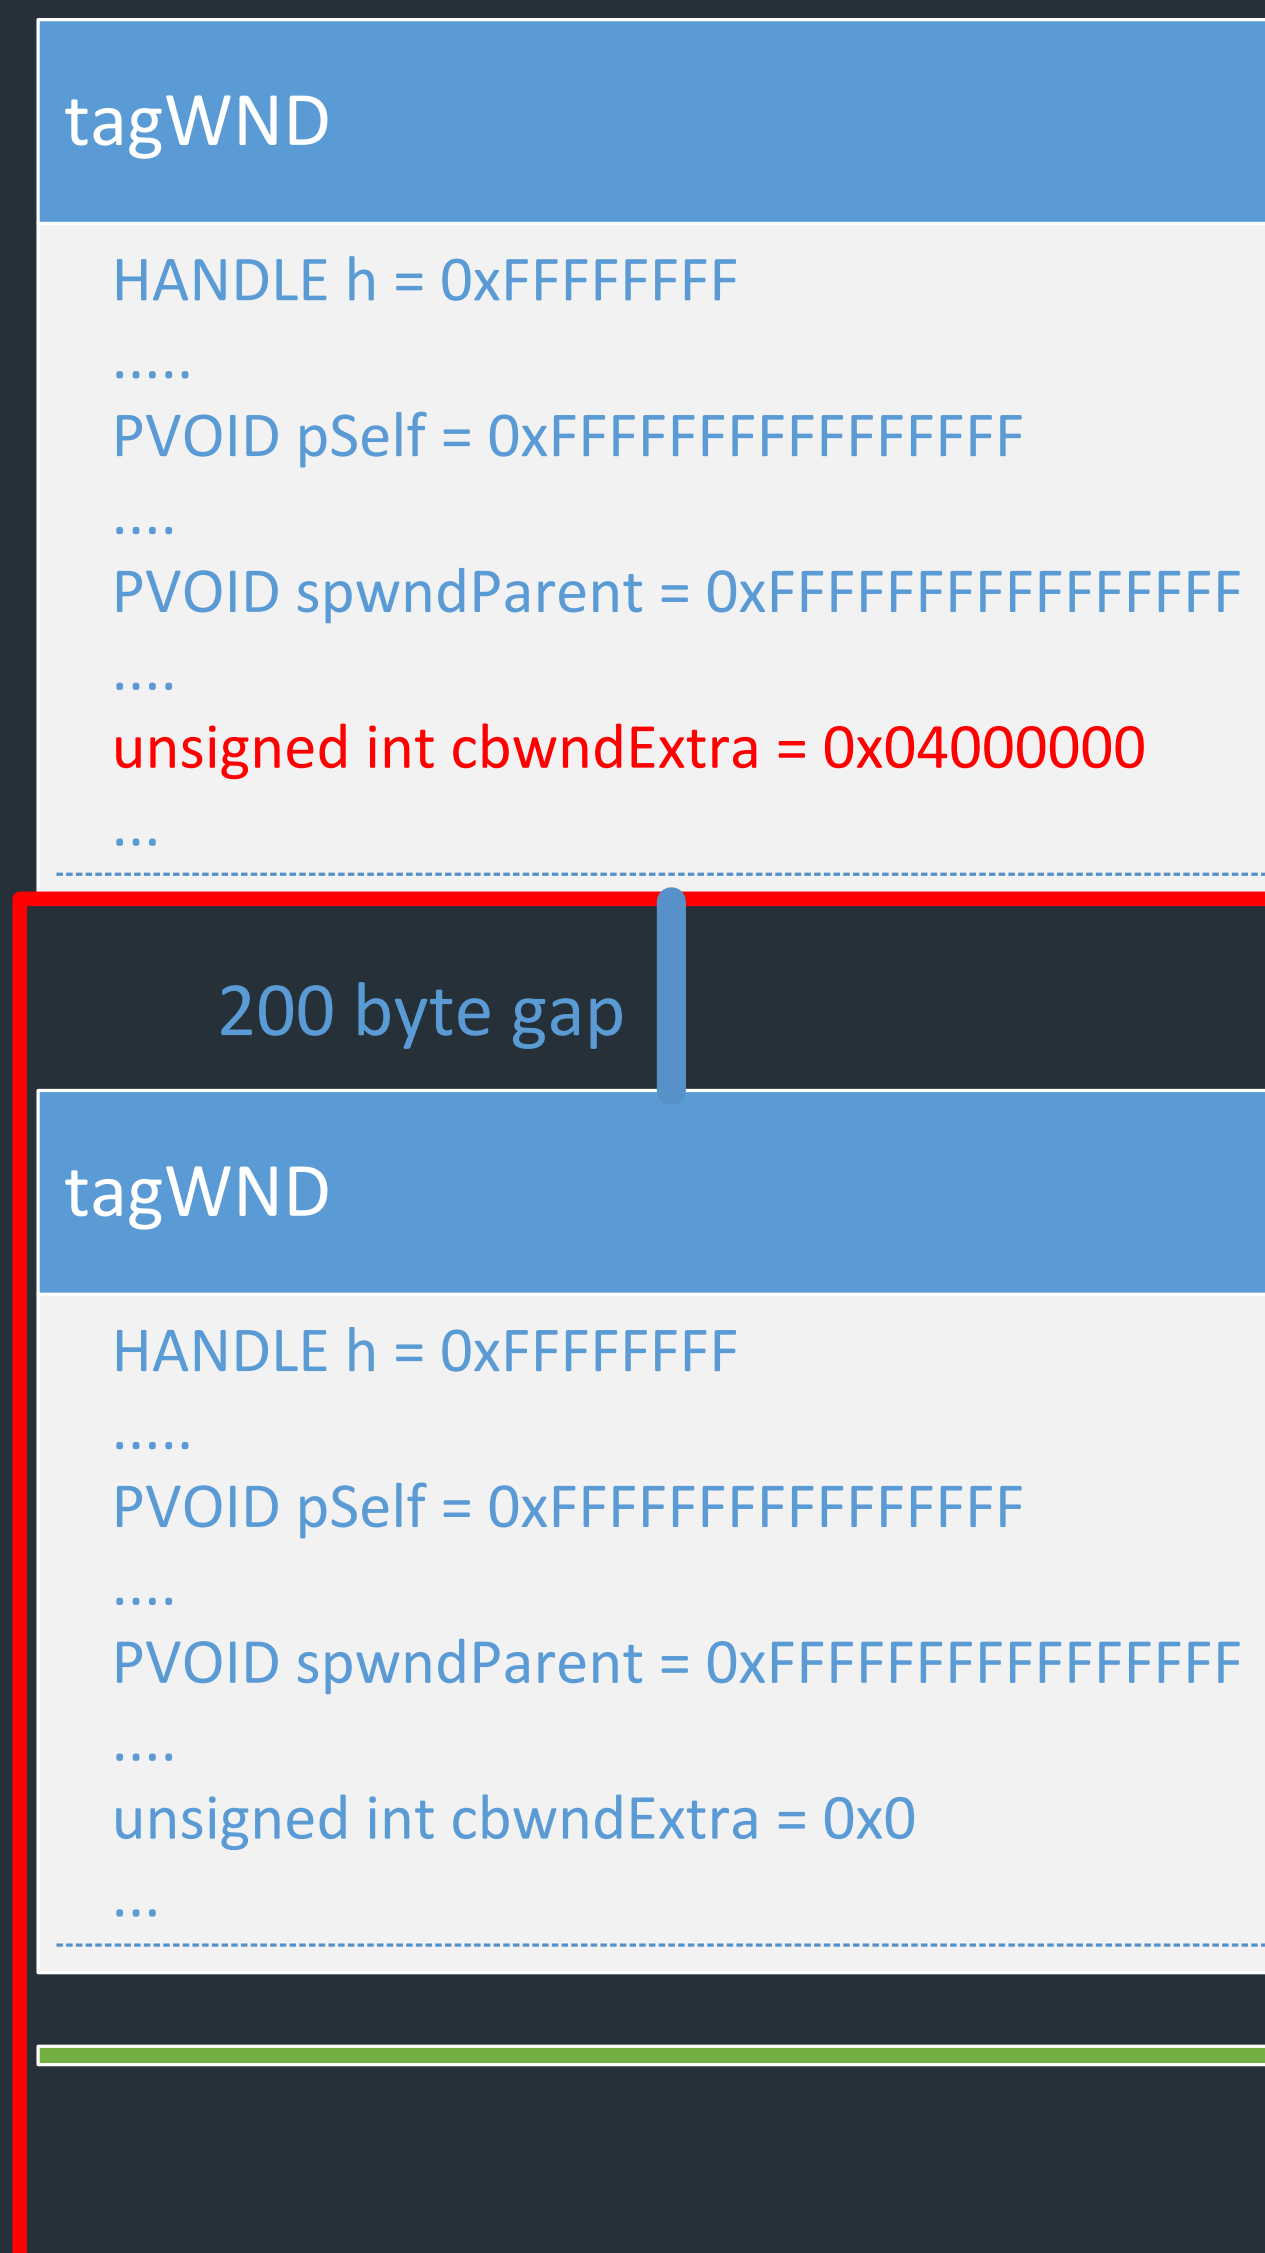 tagWND
HANDLE h = 0xFFFFFFFF
.....
PVOID pSelf = 0xFFFFFFFFFFFFFFFF
....
PVOID spwndParent = 0xFFFFFFFFFFFFFFFF
....
unsigned int cbwndExtra = 0x04000000
...
200 byte gap
tagWND
HANDLE h = 0xFFFFFFFF
.....
PVOID pSelf = 0xFFFFFFFFFFFFFFFF
....
PVOID spwndParent = 0xFFFFFFFFFFFFFFFF
....
unsigned int cbwndExtra = 0x0
...